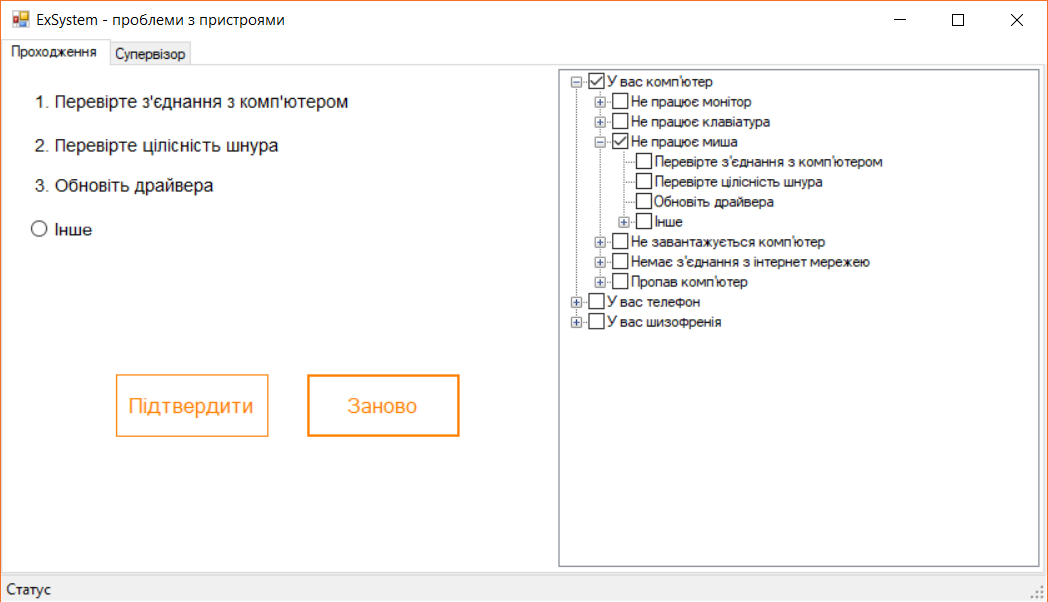 ExSystem - проблеми з пристроями
Проходження
Супервізор
1. Перевірте з'єднання з комп'ютером
2. Перевірте цілісність шнура
3. Обновіть драйвера
Інше
Підтвердити
Заново
У вас комп'ютер
Не працює монітор
Не працює клавіатура
Не працює миша
Перевірте з'єднання з комп'ютером
Перевірте цілісність шнура
Обновіть драйвера
Інше
Не завантажується комп'ютер
Немає з'єднання з інтернет мережею
Пропав комп'ютер
У вас телефон
У вас шизофренія
Статус